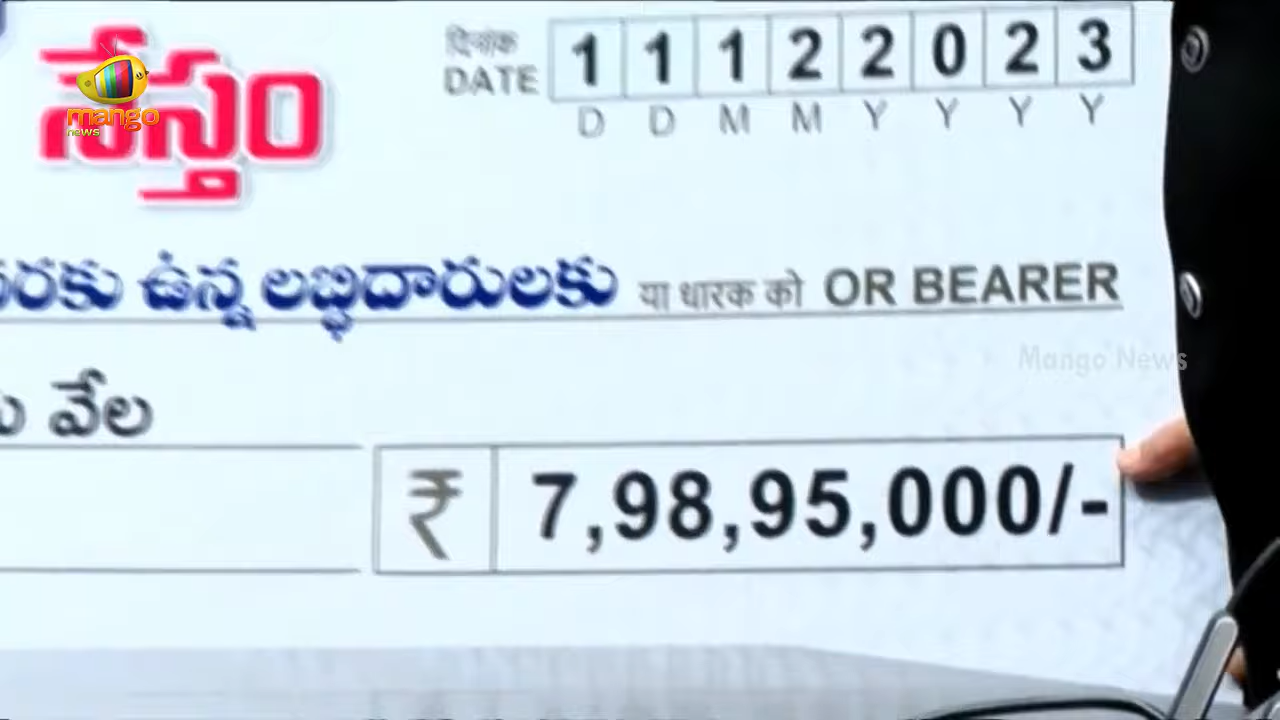 నేస్తం
mango
news
दिनांक
DATE 1 1 1 2 2 0 2 3
D D M M Y Y Y Y
ఉన్న లబ్ధిదారులకు या धारक को OR BEARER
Mango News
వేల
₹ 7,98,95,000/-